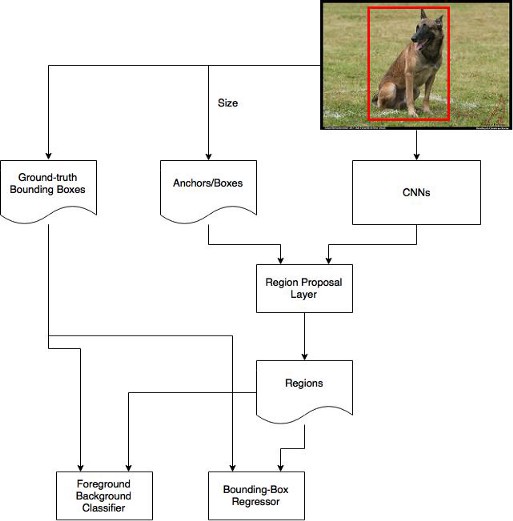 Size
Ground-truth
Bounding Boxes
Anchors/Boxes
CNNs
Region Proposal
Layer
Regions
Foreground
Background
Classifier
Bounding-Box
Regressor